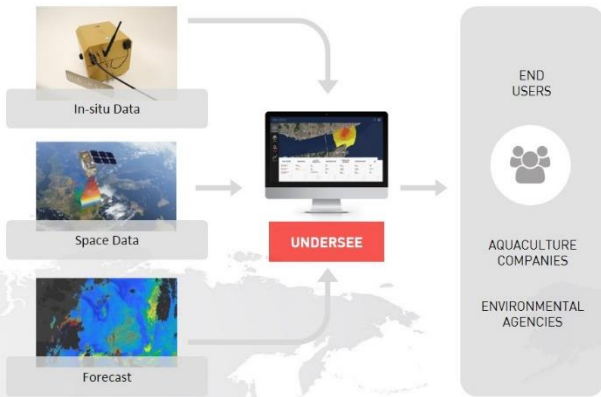 In-situ Data
Space Data
Forecast
UNDERSEE
END
USERS
AQUACULTURE
COMPANIES
ENVIRONMENTAL
AGENCIES